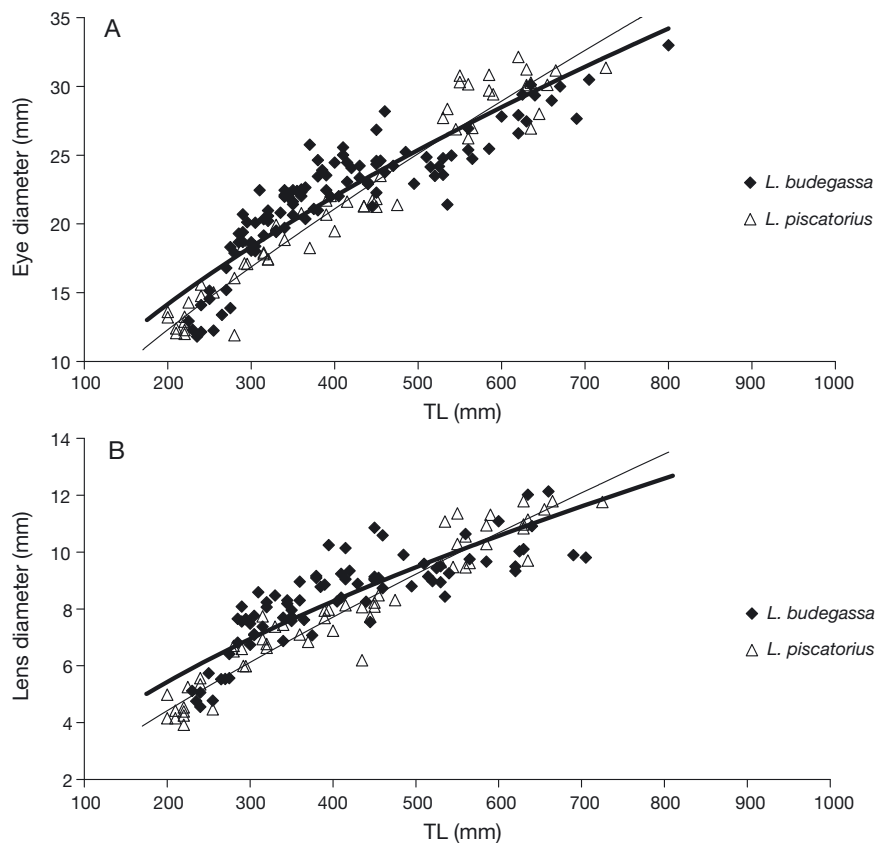 A
35
30
25
20
15
10
Eye diameter (mm)
100 200 300 400 500 600 700 800 900 1000
TL (mm)
L. budegassa
L. piscatorius
B
14
12
10
8
6
4
2
Lens diameter (mm)
100 200 300 400 500 600 700 800 900 1000
TL (mm)
L. budegassa
L. piscatorius